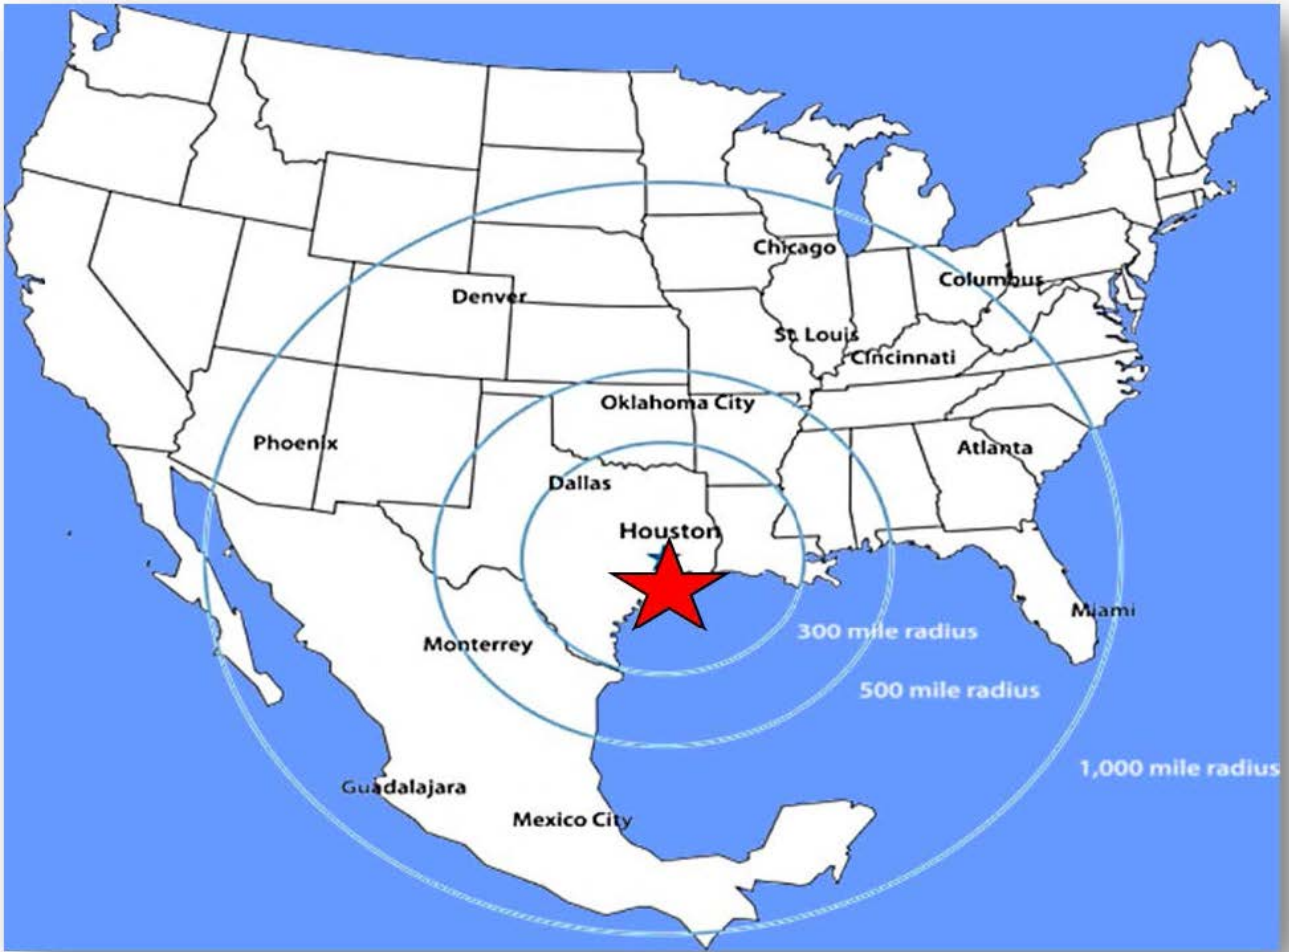 Chicago
Columbus
Denver
St. Louis
Cincinnati
Oklahoma City
Phoenix
Atlanta
Dallas
Houston
Miami
300 mile radius
Monterrey
500 mile radius
1,000 mile radius
Guadalajara
Mexico City